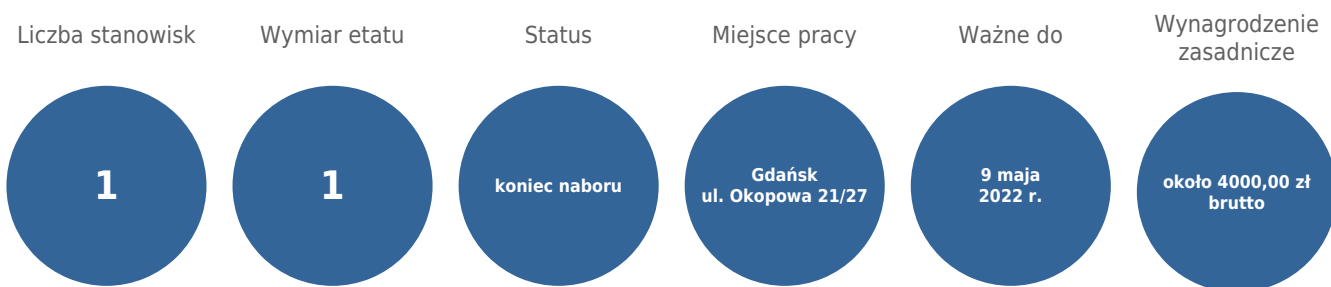 Liczba stanowisk
1
Wymiar etatu
1
Status
koniec naboru
Miejsce pracy
Gdańsk
ul. Okopowa 21/27
Ważne do
9 maja
2022 r.
Wynagrodzenie
zasadnicze
około 4000,00 zł
brutto